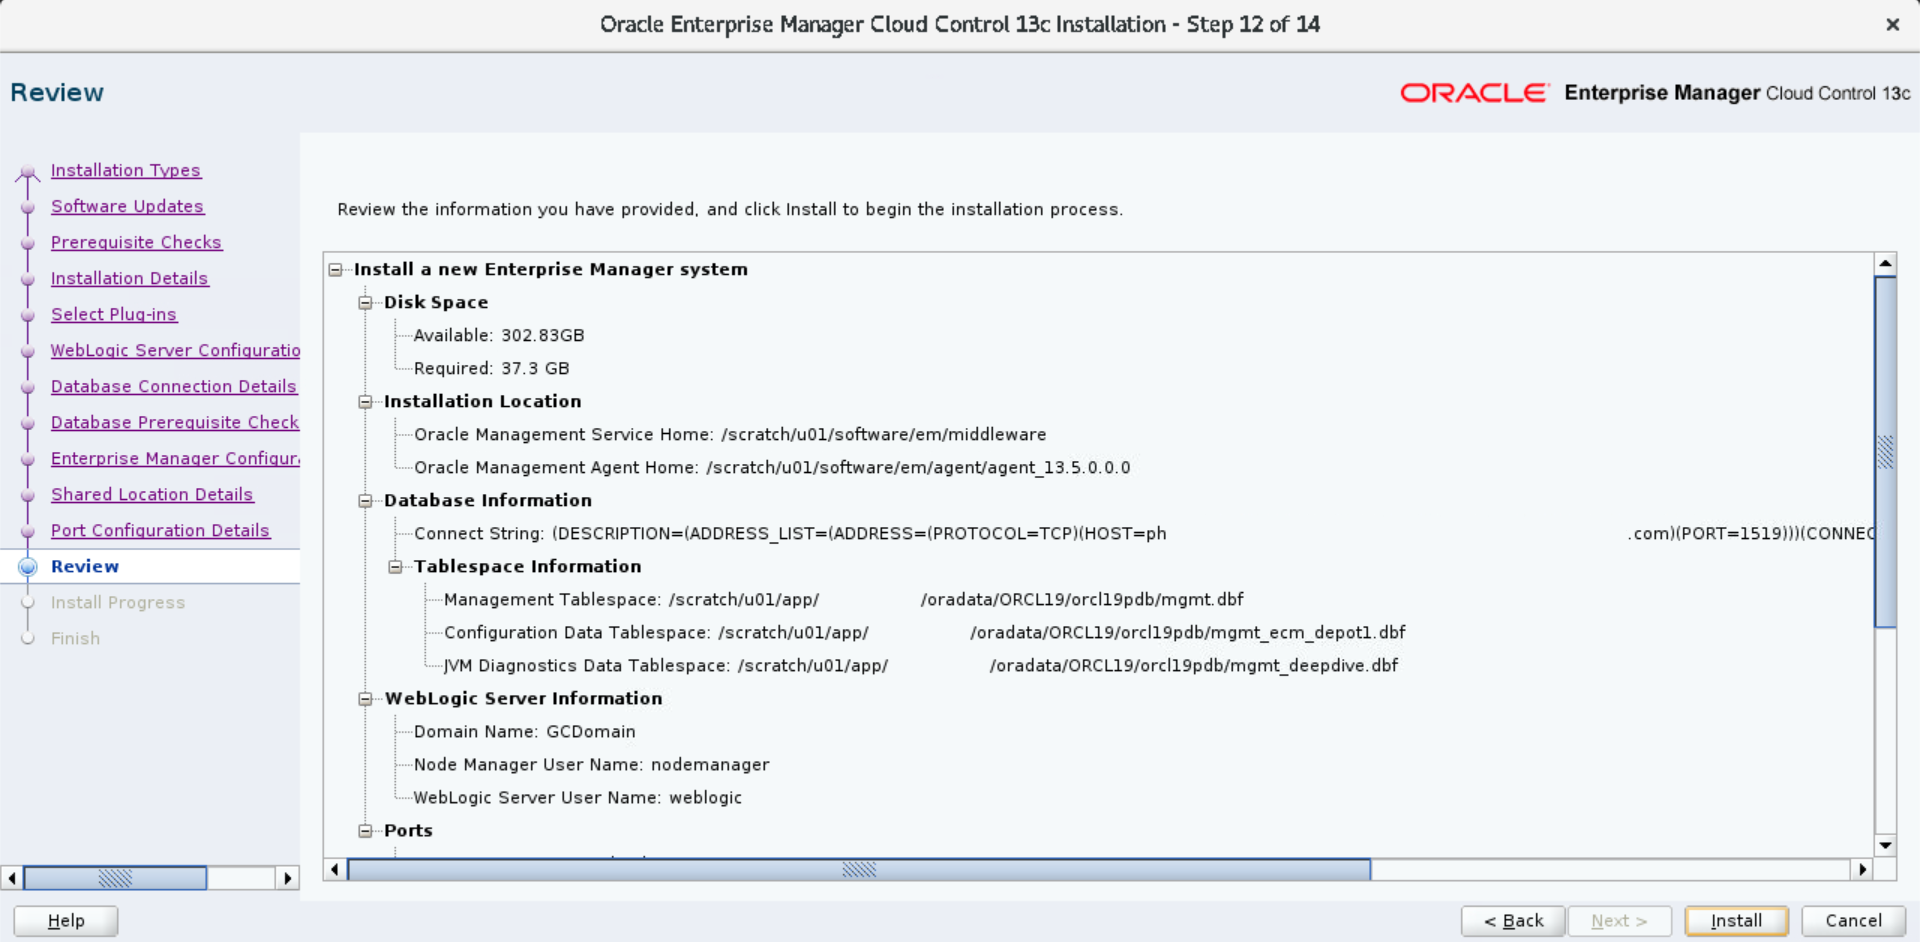 Oracle Enterprise Manager Cloud Control 13c Installation - Step 12 of 14
Review
ORACLE Enterprise Manager Cloud Control 13c
Installation Types
Software Updates
Prerequisite Checks
Installation Details
Select Plug-ins
WebLogic Server Configuratio
Database Connection Details
Database Prerequisite Check
Enterprise Manager Configur
Shared Location Details
Port Configuration Details
Review
Install Progress
Finish
Review the information you have provided, and click Install to begin the installation process.
Install a new Enterprise Manager system
Disk Space
Available: 302.83GB
Required: 37.3 GB
Installation Location
Oracle Management Service Home: /scratch/u01/software/em/middleware
Oracle Management Agent Home: /scratch/u01/software/em/agent/agent_13.5.0.0.0
Database Information
Connect String: (DESCRIPTION=(ADDRESS_LIST=(ADDRESS=(PROTOCOL=TCP)(HOST=ph .com)(PORT=1519)))(CONNEC
Tablespace Information
Management Tablespace: /scratch/u01/app/ /oradata/ORCL19/orcl19pdb/mgmt.dbf
Configuration Data Tablespace: /scratch/u01/app/ /oradata/ORCL19/orcl19pdb/mgmt_ecm_depot1.dbf
JVM Diagnostics Data Tablespace: /scratch/u01/app/ /oradata/ORCL19/orcl19pdb/mgmt_deepdive.dbf
WebLogic Server Information
Domain Name: GCDomain
Node Manager User Name: nodemanager
WebLogic Server User Name: weblogic
Ports
Help
< Back
Next >
Install
Cancel